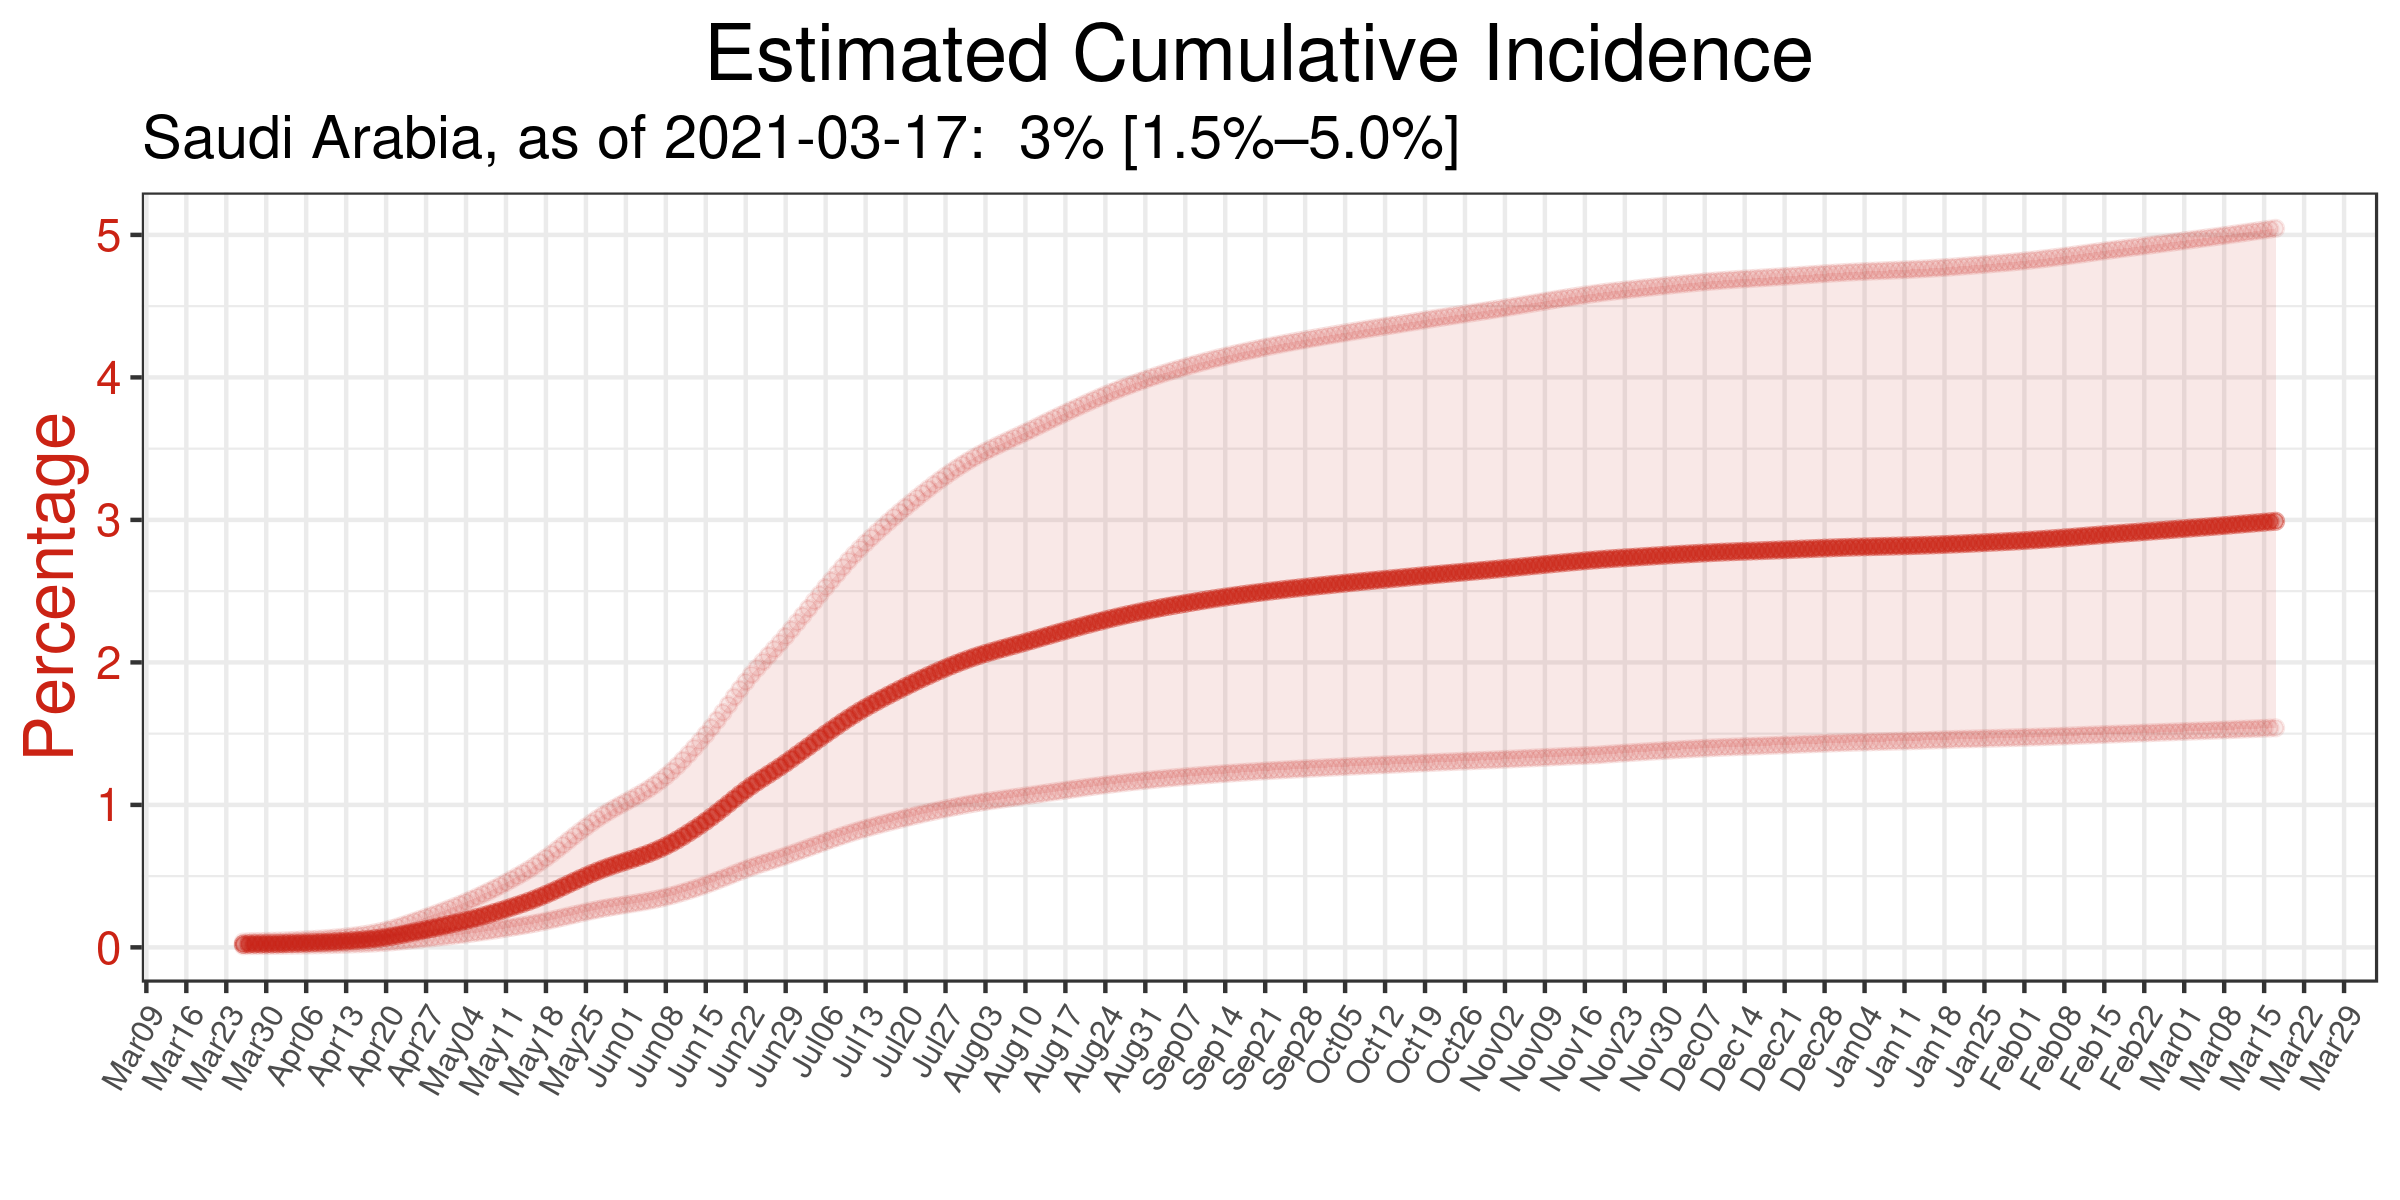 Estimated Cumulative Incidence
Saudi Arabia, as of 2021-03-17:  3% [1.5%–5.0%]
Percentage
5
4
3
2
1
0
Mar09
Mar16
Mar23
Mar30
Apr06
Apr13
Apr20
Apr27
May04
May11
May18
May25
Jun01
Jun08
Jun15
Jun22
Jun29
Jul06
Jul13
Jul20
Jul27
Aug03
Aug10
Aug17
Aug24
Aug31
Sep07
Sep14
Sep21
Sep28
Oct05
Oct12
Oct19
Oct26
Nov02
Nov09
Nov16
Nov23
Nov30
Dec07
Dec14
Dec21
Dec28
Jan04
Jan11
Jan18
Jan25
Feb01
Feb08
Feb15
Feb22
Mar01
Mar08
Mar15
Mar22
Mar29